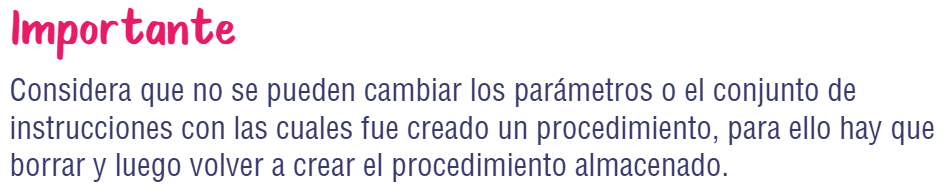 Importante
Considera que no se pueden cambiar los parámetros o el conjunto de
instrucciones con las cuales fue creado un procedimiento, para ello hay que
borrar y luego volver a crear el procedimiento almacenado.